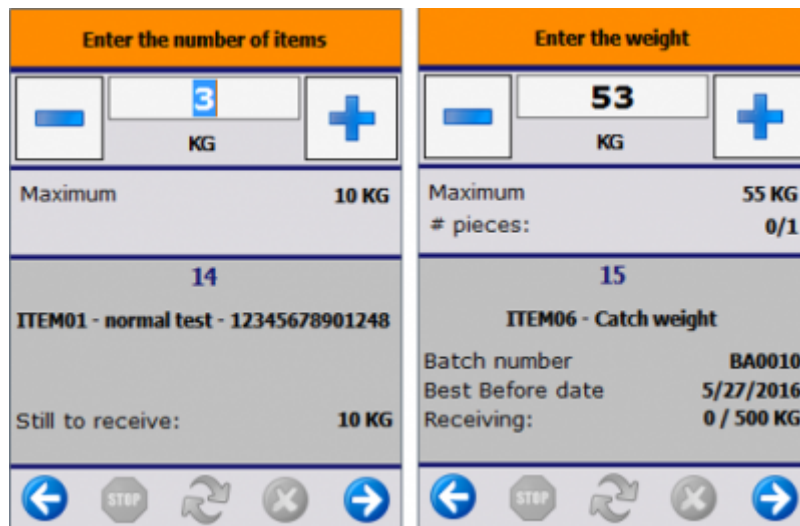 Enter the number of items
3
KG
Maximum 10 KG
14
ITEM01 - normal test - 12345678901248
Still to receive: 10 KG
STOP
Enter the weight
53
KG
Maximum 55 KG
# pieces: 0/1
15
ITEM06 - Catch weight
Batch number BA0010
Best Before date 5/27/2016
Receiving: 0 / 500 KG
STOP